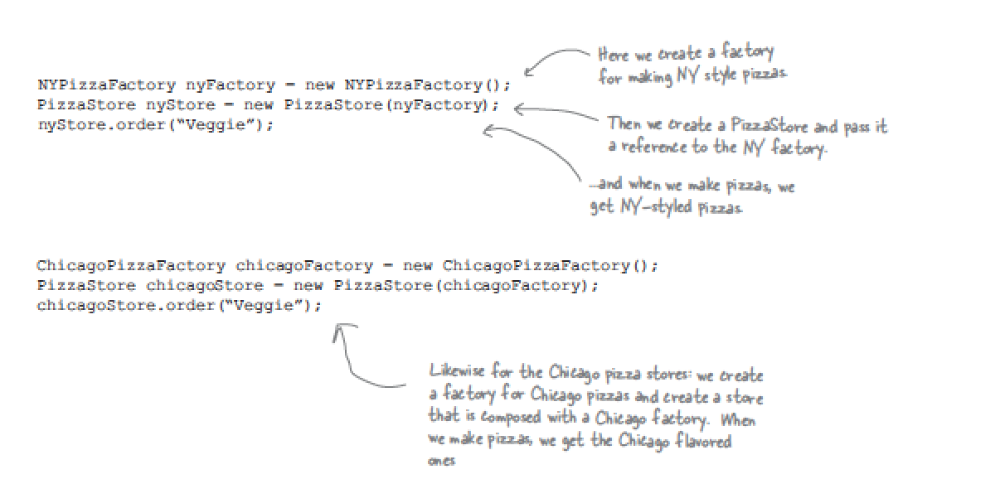 Here we create a factory
for making NY style pizzas.
NYPizzaFactory nyFactory = new NYPizzaFactory();
PizzaStore nyStore = new PizzaStore(nyFactory);
nyStore.order(“Veggie”);
Then we create a PizzaStore and pass it
a reference to the NY factory.
...and when we make pizzas, we
get NY-styled pizzas.
ChicagoPizzaFactory chicagoFactory = new ChicagoPizzaFactory();
PizzaStore chicagoStore = new PizzaStore(chicagoFactory);
chicagoStore.order(“Veggie”);
Likewise for the Chicago pizza stores: we create
a factory for Chicago pizzas and create a store
that is composed with a Chicago factory. When
we make pizzas, we get the Chicago flavored
ones